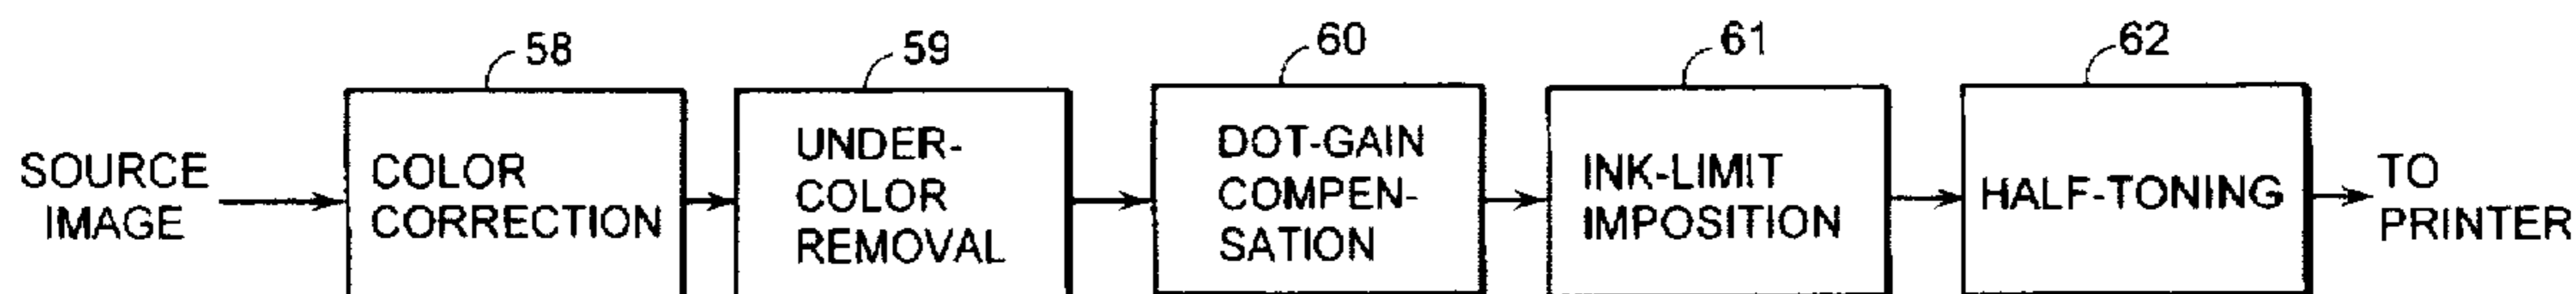 58
59
60
61
62
SOURCE
IMAGE
COLOR
CORRECTION
UNDER-
COLOR
REMOVAL
DOT-GAIN
COMPEN-
SATION
INK-LIMIT
IMPOSITION
HALF-TONING
TO
PRINTER